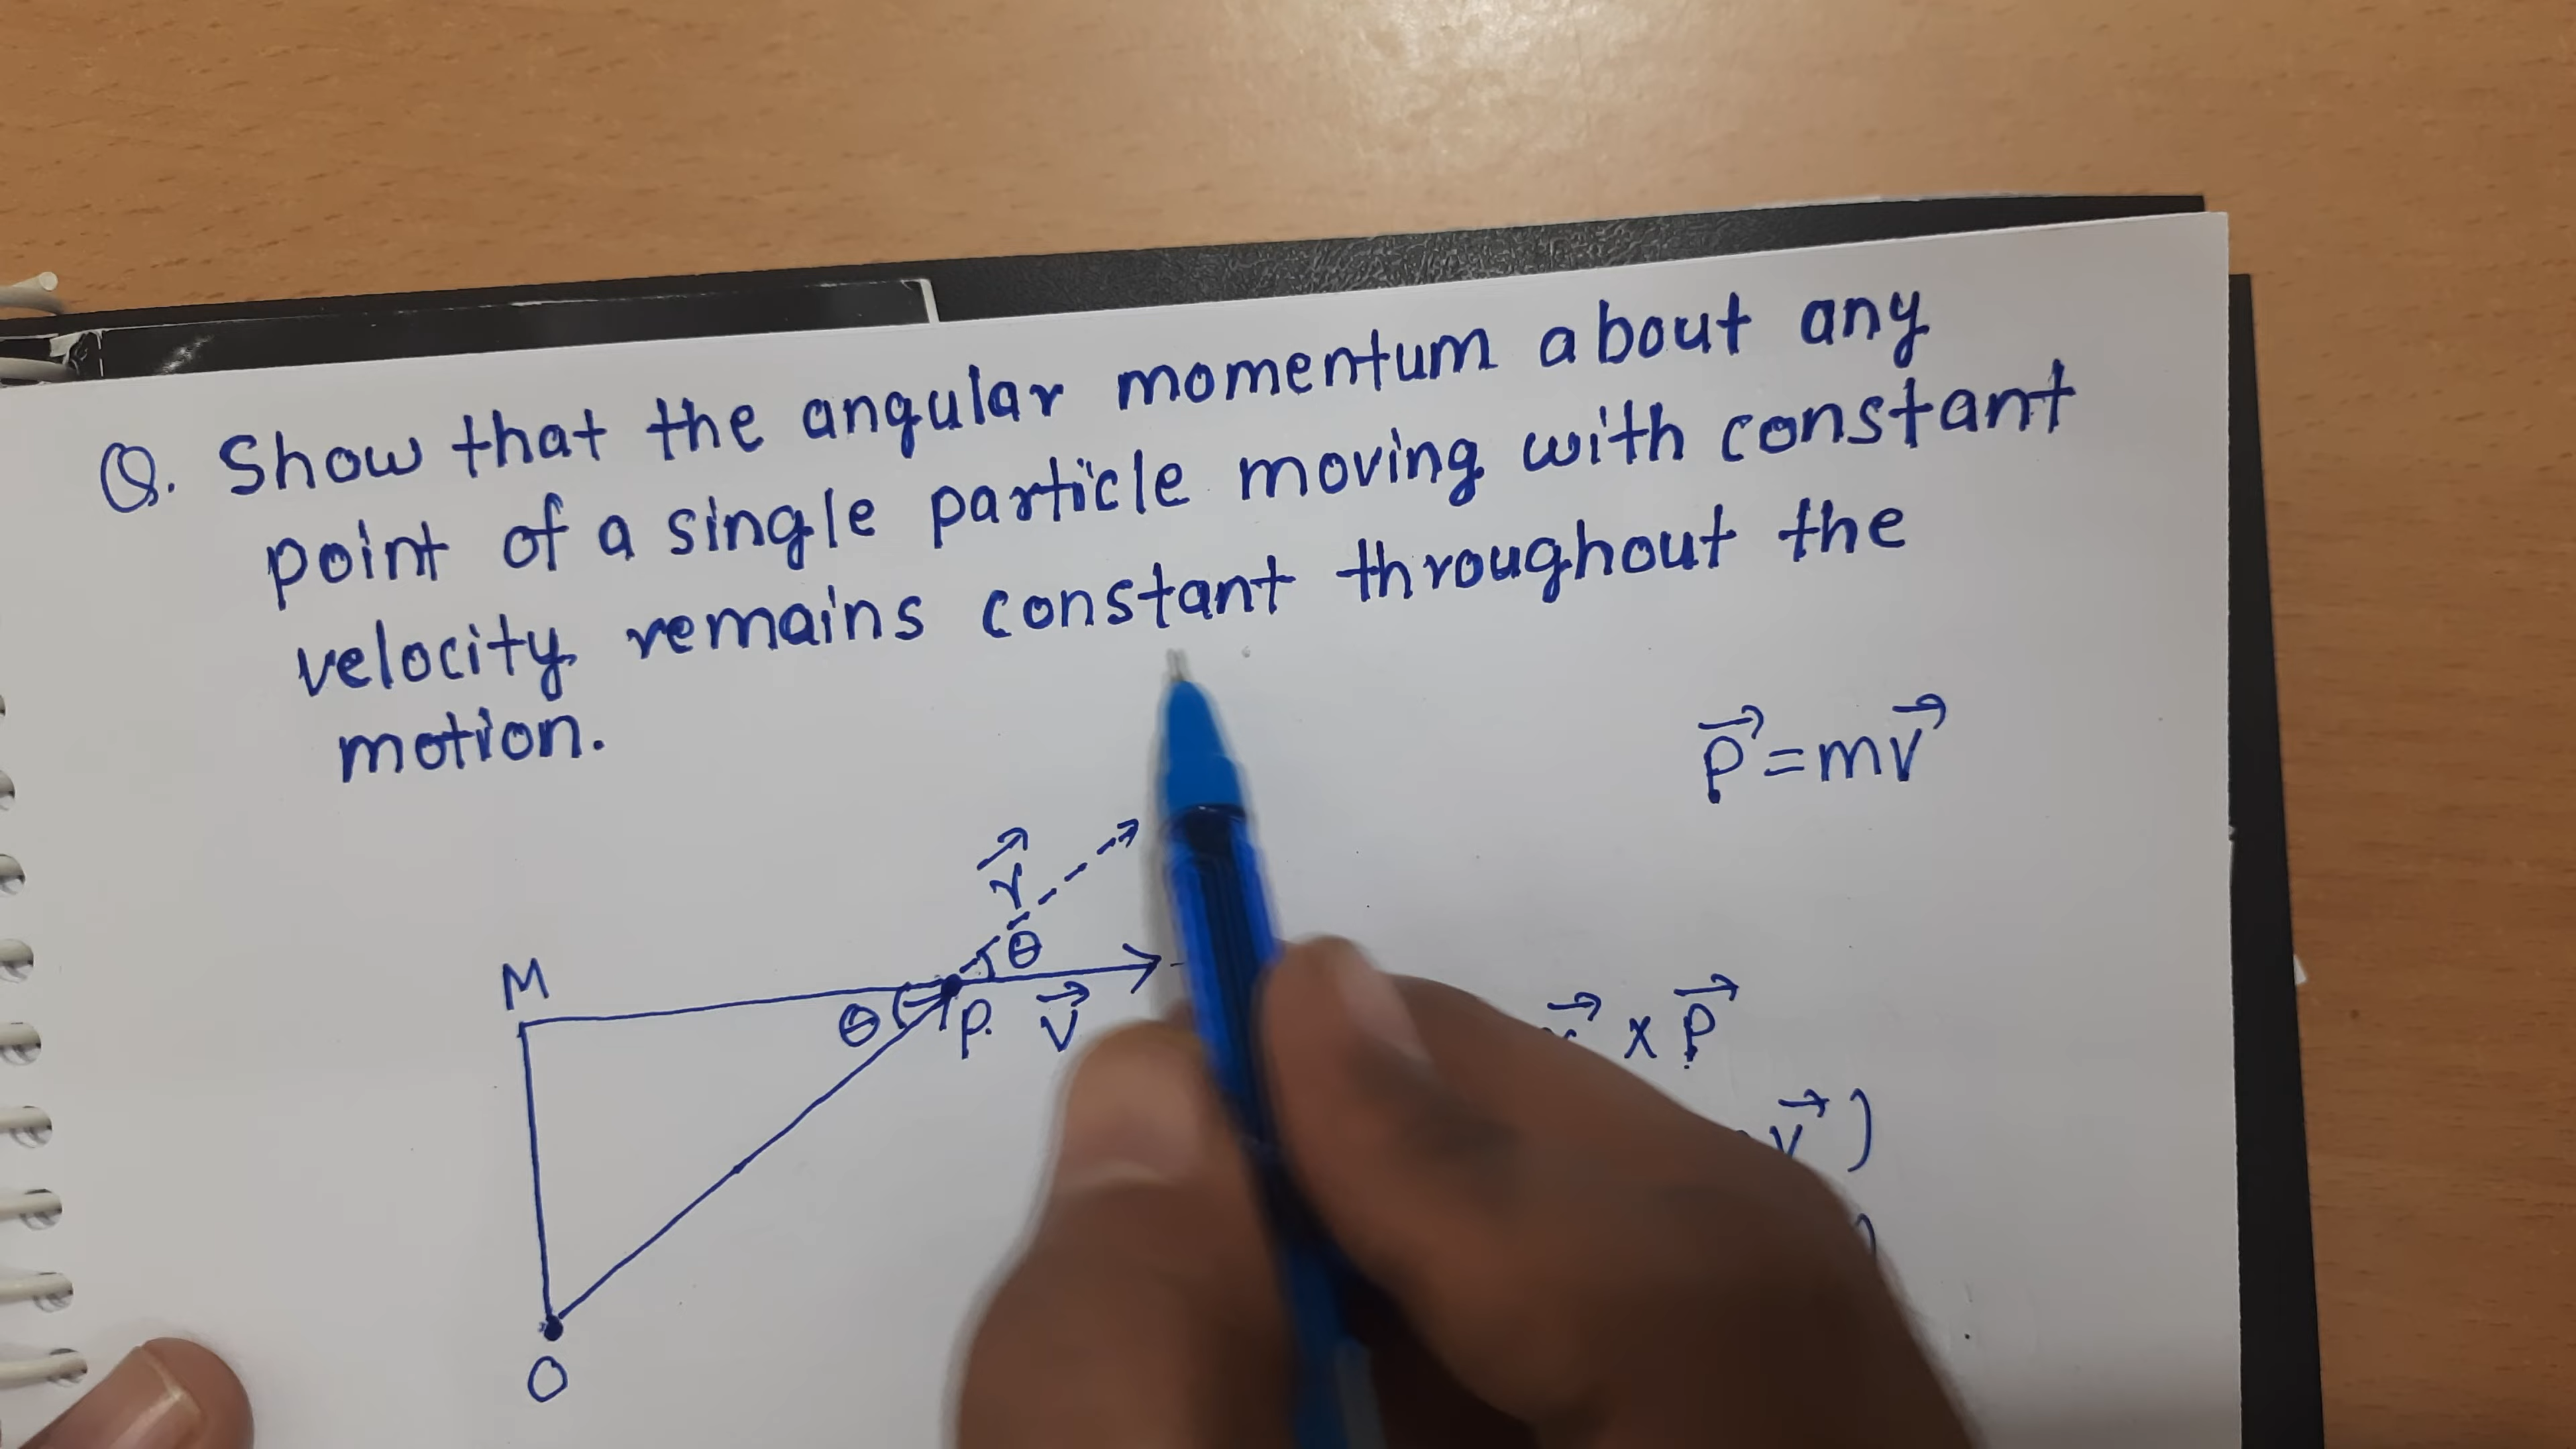 Q. Show that the angular momentum about any
point of a single particle moving with constant
velocity remains constant throughout the
motion.
P⃗ = mv⃗
r⃗
θ
M
θ
P.
v⃗
x P⃗
v⃗ )
)
O